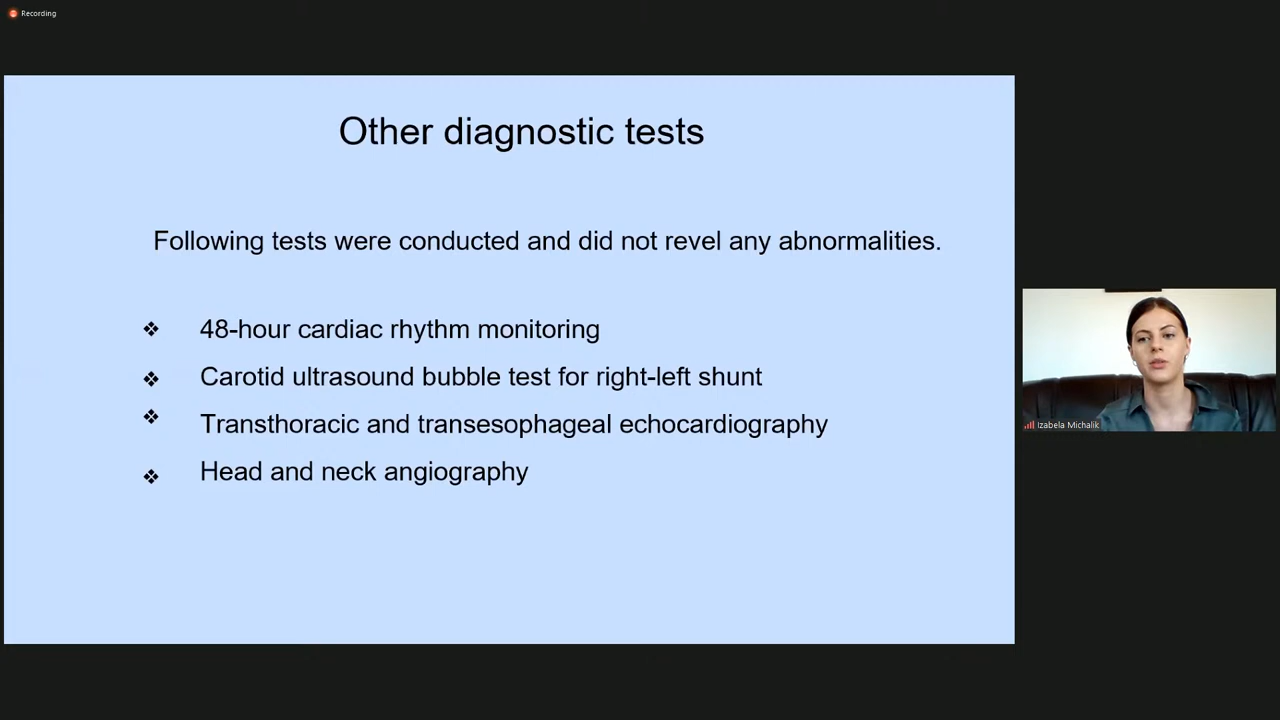 Recording
Other diagnostic tests
Following tests were conducted and did not revel any abnormalities.
❖ 48-hour cardiac rhythm monitoring
❖ Carotid ultrasound bubble test for right-left shunt
❖ Transthoracic and transesophageal echocardiography
❖ Head and neck angiography
Izabela Michalik